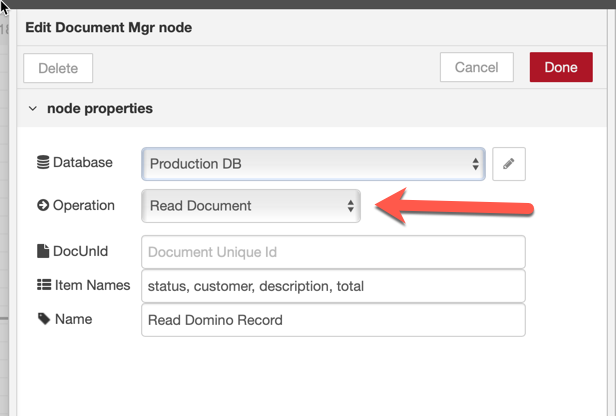 Edit Document Mgr node
Delete
Cancel
Done
node properties
Database
Production DB
Operation
Read Document
DocUnId
Document Unique Id
Item Names
status, customer, description, total
Name
Read Domino Record